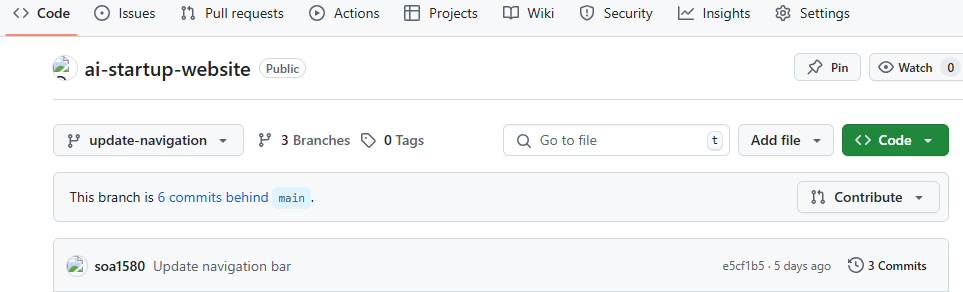 Code Issues Pull requests Actions Projects Wiki Security Insights Settings
ai-startup-website Public Pin Watch 0
update-navigation 3 Branches 0 Tags Go to file t Add file Code
This branch is 6 commits behind main. Contribute
soa1580 Update navigation bar e5cf1b5 · 5 days ago 3 Commits